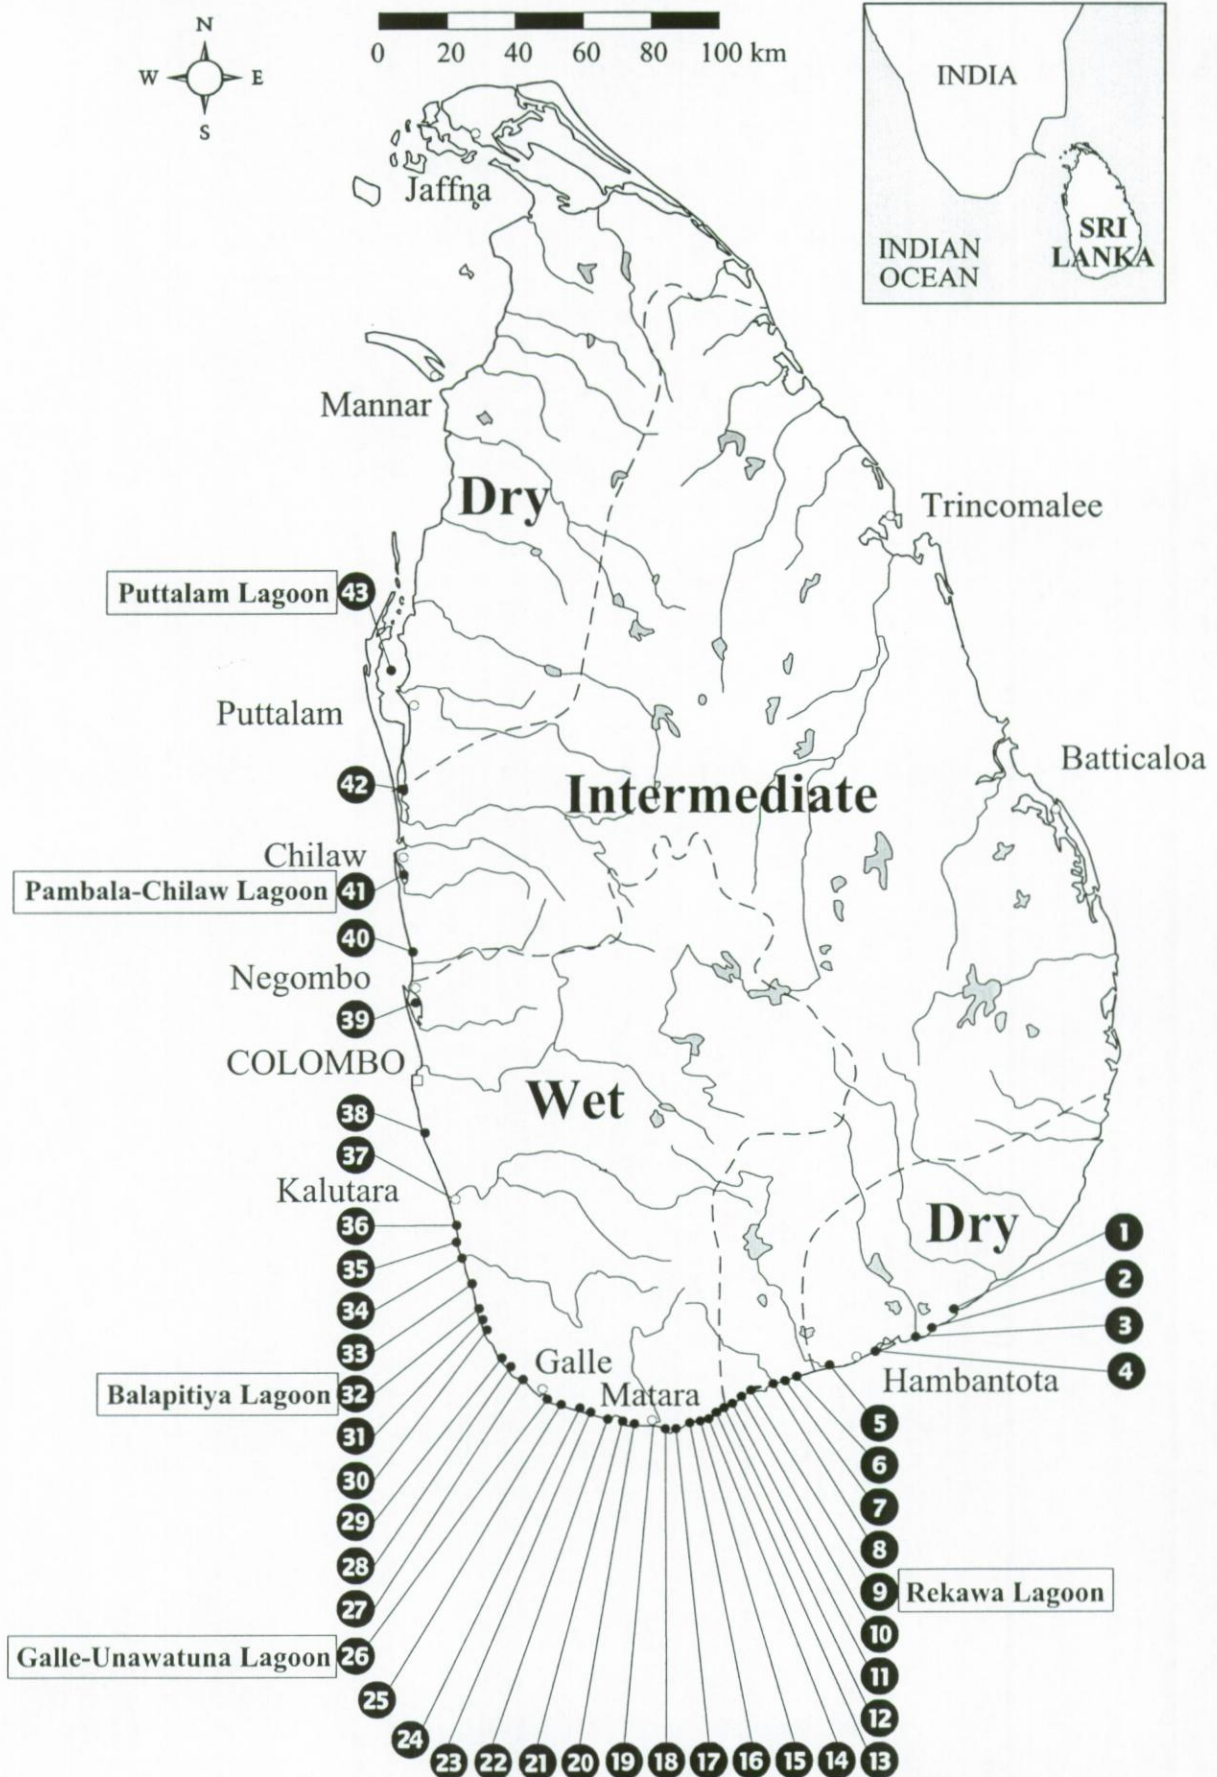 N
W E
S
0 20 40 60 80 100 km
INDIA
INDIAN
OCEAN
SRI
LANKA
Jaffna
Mannar
Dry
Trincomalee
Puttalam Lagoon 43
Puttalam
Batticaloa
42
Intermediate
Chilaw
Pambala-Chilaw Lagoon 41
40
Negombo
39
COLOMBO
Wet
38
37
Kalutara
36
35
34
33
Balapitiya Lagoon 32
31
30
29
28
27
Galle-Unawatuna Lagoon 26
25
24
Galle
Matara
Dry
Hambantota
1
2
3
4
5
6
7
8
9 Rekawa Lagoon
10
11
12
23 22 21 20 19 18 17 16 15 14 13